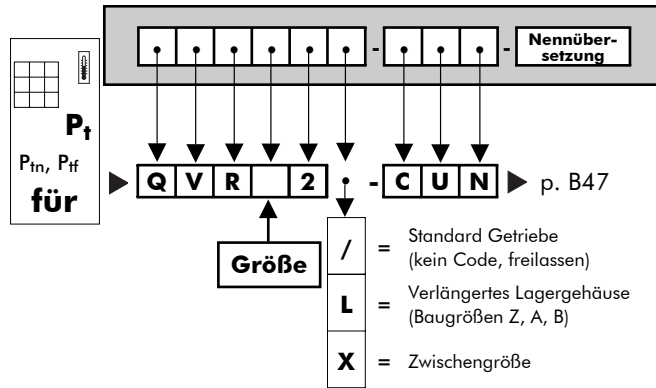 - - Nennüber-
setzung
Pt
Ptn, Ptf
für
Q V R 2 • - C U N p. B47
Größe
/ = Standard Getriebe
(kein Code, freilassen)
L = Verlängertes Lagergehäuse
(Baugrößen Z, A, B)
X = Zwischengröße